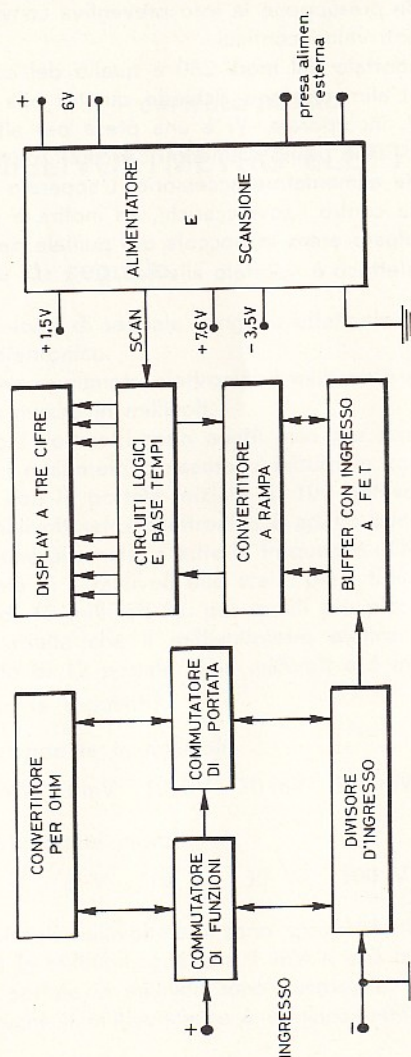 CONVERTITORE
PER OHM
COMMUTATORE
DI FUNZIONI
COMMUTATORE
DI
PORTATA
DIVISORE
D'INGRESSO
+
INGRESSO
−
DISPLAY A TRE CIFRE
CIRCUITI LOGICI
E BASE TEMPI
CONVERTITORE
A RAMPA
BUFFER CON INGRESSO
A FET
+ 1,5V
SCAN
+ 7,6V
− 3,5V
ALIMENTATORE
E
SCANSIONE
+
6V
−
presa alimen.
esterna